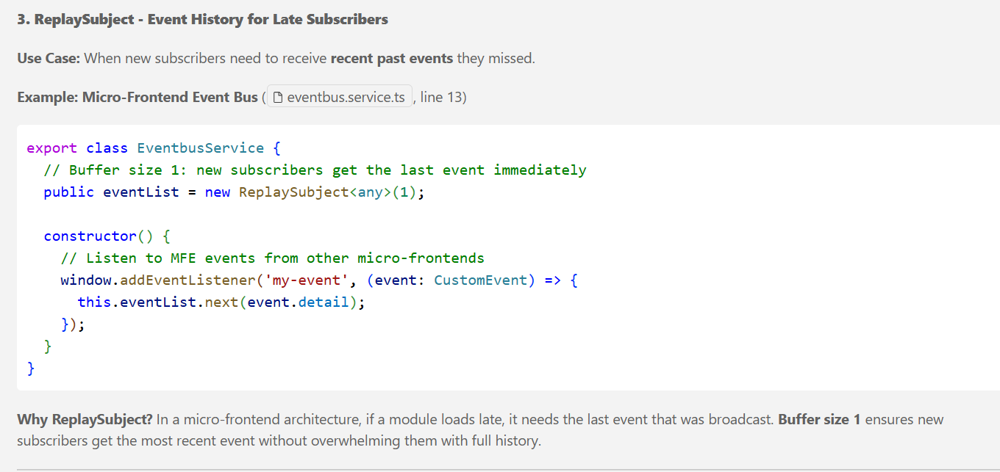 3. ReplaySubject - Event History for Late Subscribers
Use Case: When new subscribers need to receive recent past events they missed.
Example: Micro-Frontend Event Bus ( eventbus.service.ts , line 13)
export class EventbusService {
  // Buffer size 1: new subscribers get the last event immediately
  public eventList = new ReplaySubject<any>(1);

  constructor() {
    // Listen to MFE events from other micro-frontends
    window.addEventListener('my-event', (event: CustomEvent) => {
      this.eventList.next(event.detail);
    });
  }
}
Why ReplaySubject? In a micro-frontend architecture, if a module loads late, it needs the last event that was broadcast. Buffer size 1 ensures new
subscribers get the most recent event without overwhelming them with full history.